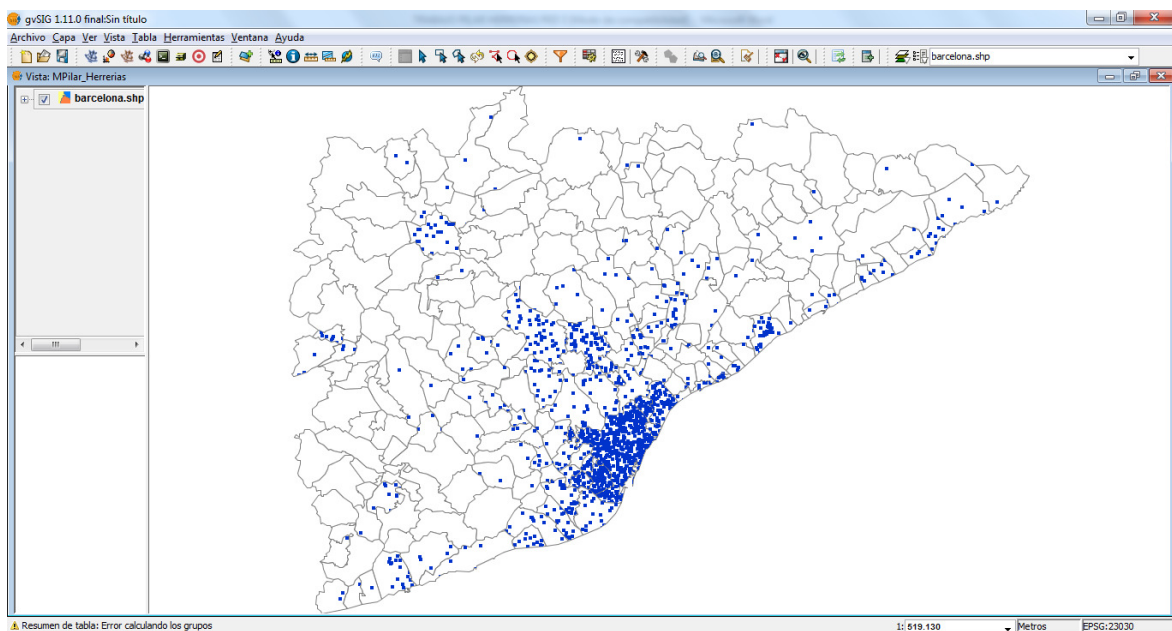 gvSIG 1.11.0 final:Sin título
Archivo Capa Ver Vista Tabla Herramientas Ventana Ayuda
barcelona.shp
Vista: MPilar_Herrerias
barcelona.shp
Resumen de tabla: Error calculando los grupos
1: 519.130
Metros
EPSG:23030